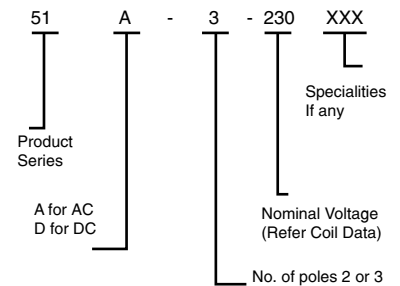 51 A - 3 - 230 XXX
Specialities
If any
Product
Series
A for AC
D for DC
Nominal Voltage
(Refer Coil Data)
No. of poles 2 or 3